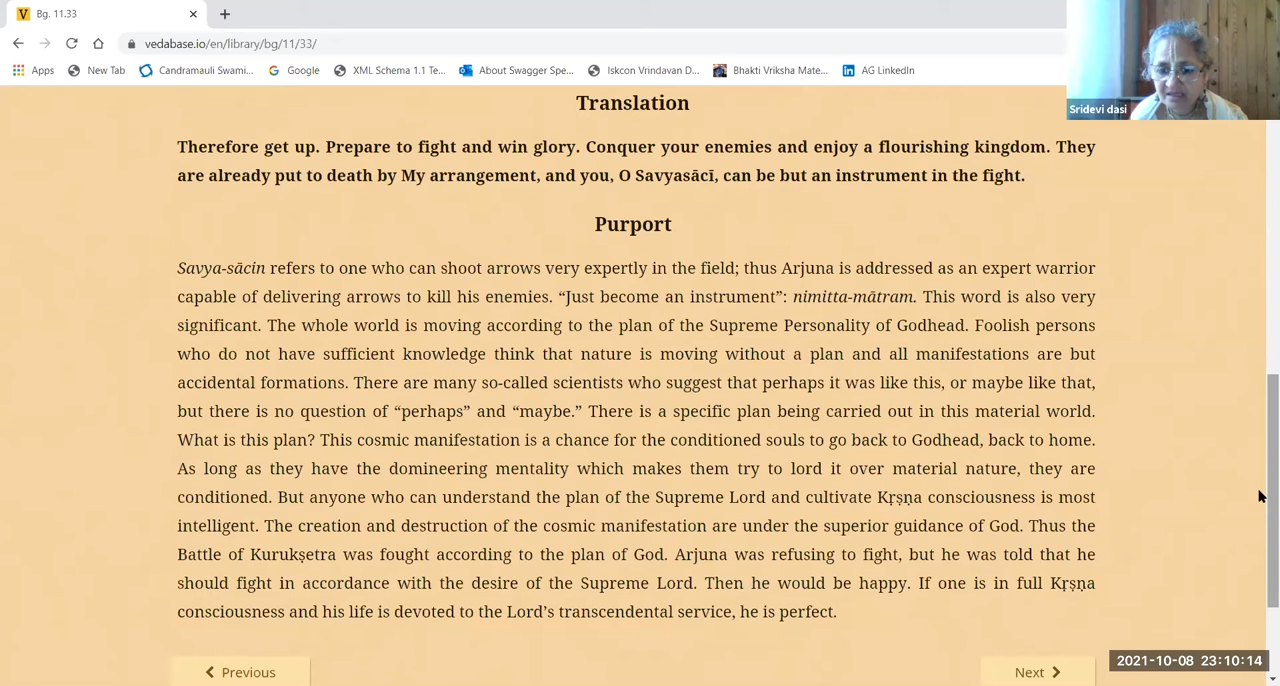 Bg. 11.33
vedabase.io/en/library/bg/11/33/
Apps New Tab Candramauli Swami... Google XML Schema 1.1 Te... About Swagger Spe... Iskcon Vrindavan D... Bhakti Vriksha Mate... AG LinkedIn
Sridevi dasi
Translation
Therefore get up. Prepare to fight and win glory. Conquer your enemies and enjoy a flourishing kingdom. They
are already put to death by My arrangement, and you, O Savyasācī, can be but an instrument in the fight.
Purport
Savya-sācin refers to one who can shoot arrows very expertly in the field; thus Arjuna is addressed as an expert warrior
capable of delivering arrows to kill his enemies. “Just become an instrument”: nimitta-mātram. This word is also very
significant. The whole world is moving according to the plan of the Supreme Personality of Godhead. Foolish persons
who do not have sufficient knowledge think that nature is moving without a plan and all manifestations are but
accidental formations. There are many so-called scientists who suggest that perhaps it was like this, or maybe like that,
but there is no question of “perhaps” and “maybe.” There is a specific plan being carried out in this material world.
What is this plan? This cosmic manifestation is a chance for the conditioned souls to go back to Godhead, back to home.
As long as they have the domineering mentality which makes them try to lord it over material nature, they are
conditioned. But anyone who can understand the plan of the Supreme Lord and cultivate Kṛṣṇa consciousness is most
intelligent. The creation and destruction of the cosmic manifestation are under the superior guidance of God. Thus the
Battle of Kurukṣetra was fought according to the plan of God. Arjuna was refusing to fight, but he was told that he
should fight in accordance with the desire of the Supreme Lord. Then he would be happy. If one is in full Kṛṣṇa
consciousness and his life is devoted to the Lord’s transcendental service, he is perfect.
Previous Next
2021-10-08 23:10:14